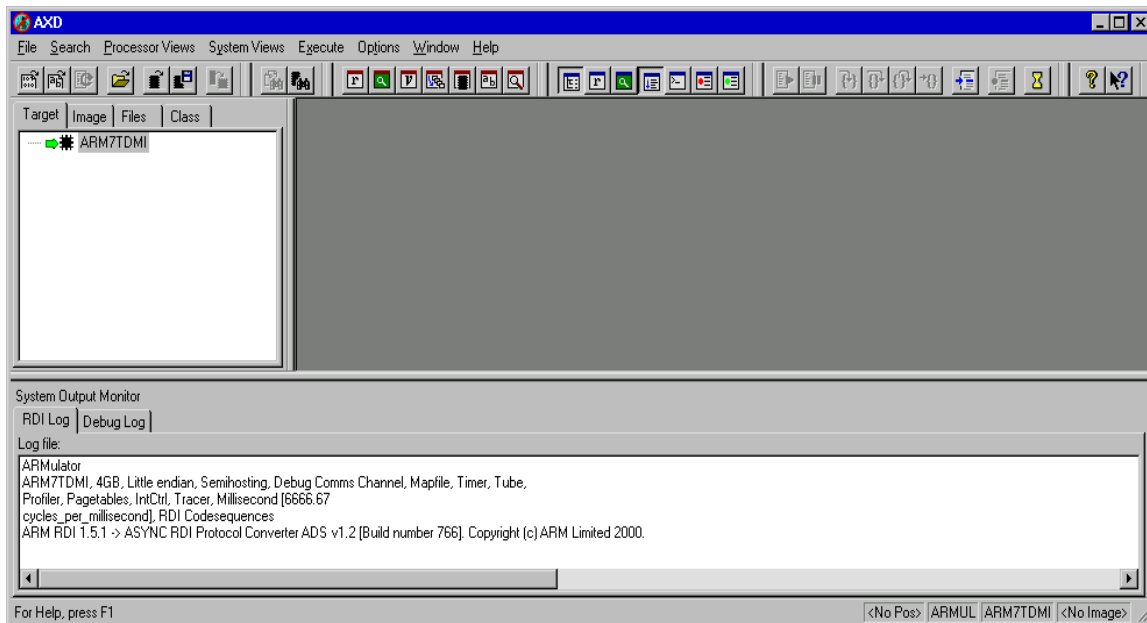 AXD
File Search Processor Views System Views Execute Options Window Help
Target Image Files Class
ARM7TDMI
System Output Monitor
RDI Log Debug Log
Log file:
ARMulator
ARM7TDMI, 4GB, Little endian, Semihosting, Debug Comms Channel, Mapfile, Timer, Tube,
Profiler, Pagetables, IntCtrl, Tracer, Millisecond [6666.67
cycles_per_millisecond], RDI Codesequences
ARM RDI 1.5.1 -> ASYNC RDI Protocol Converter ADS v1.2 [Build number 766]. Copyright (c) ARM Limited 2000.
For Help, press F1 <No Pos> ARMUL ARM7TDMI <No Image>